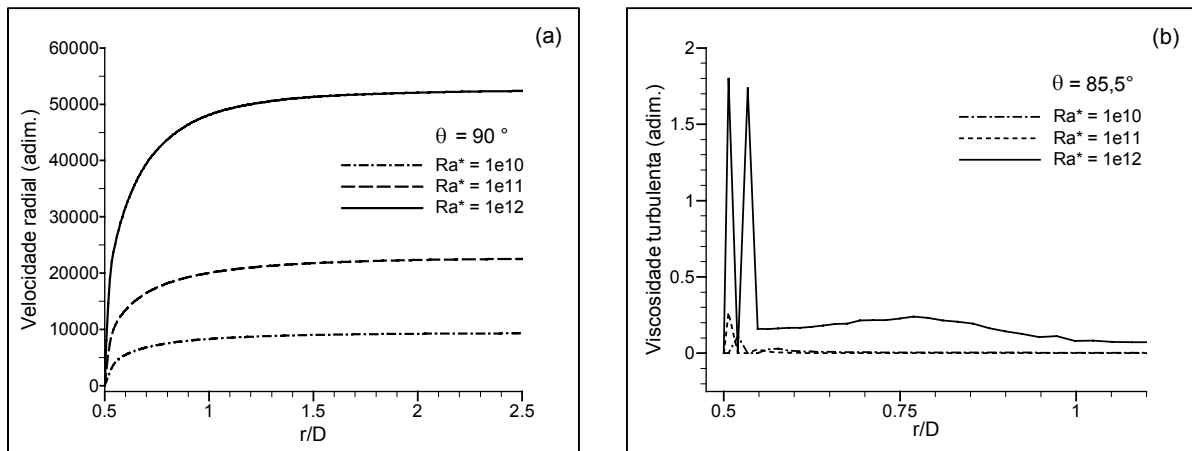 (a)
60000
50000
40000
30000
20000
10000
0
Velocidade radial (adim.)
θ = 90 °
Ra* = 1e10
Ra* = 1e11
Ra* = 1e12
0.5
1
1.5
2
2.5
r/D
(b)
2
1.5
1
0.5
0
Viscosidade turbulenta (adim.)
θ = 85,5°
Ra* = 1e10
Ra* = 1e11
Ra* = 1e12
0.5
0.75
1
r/D